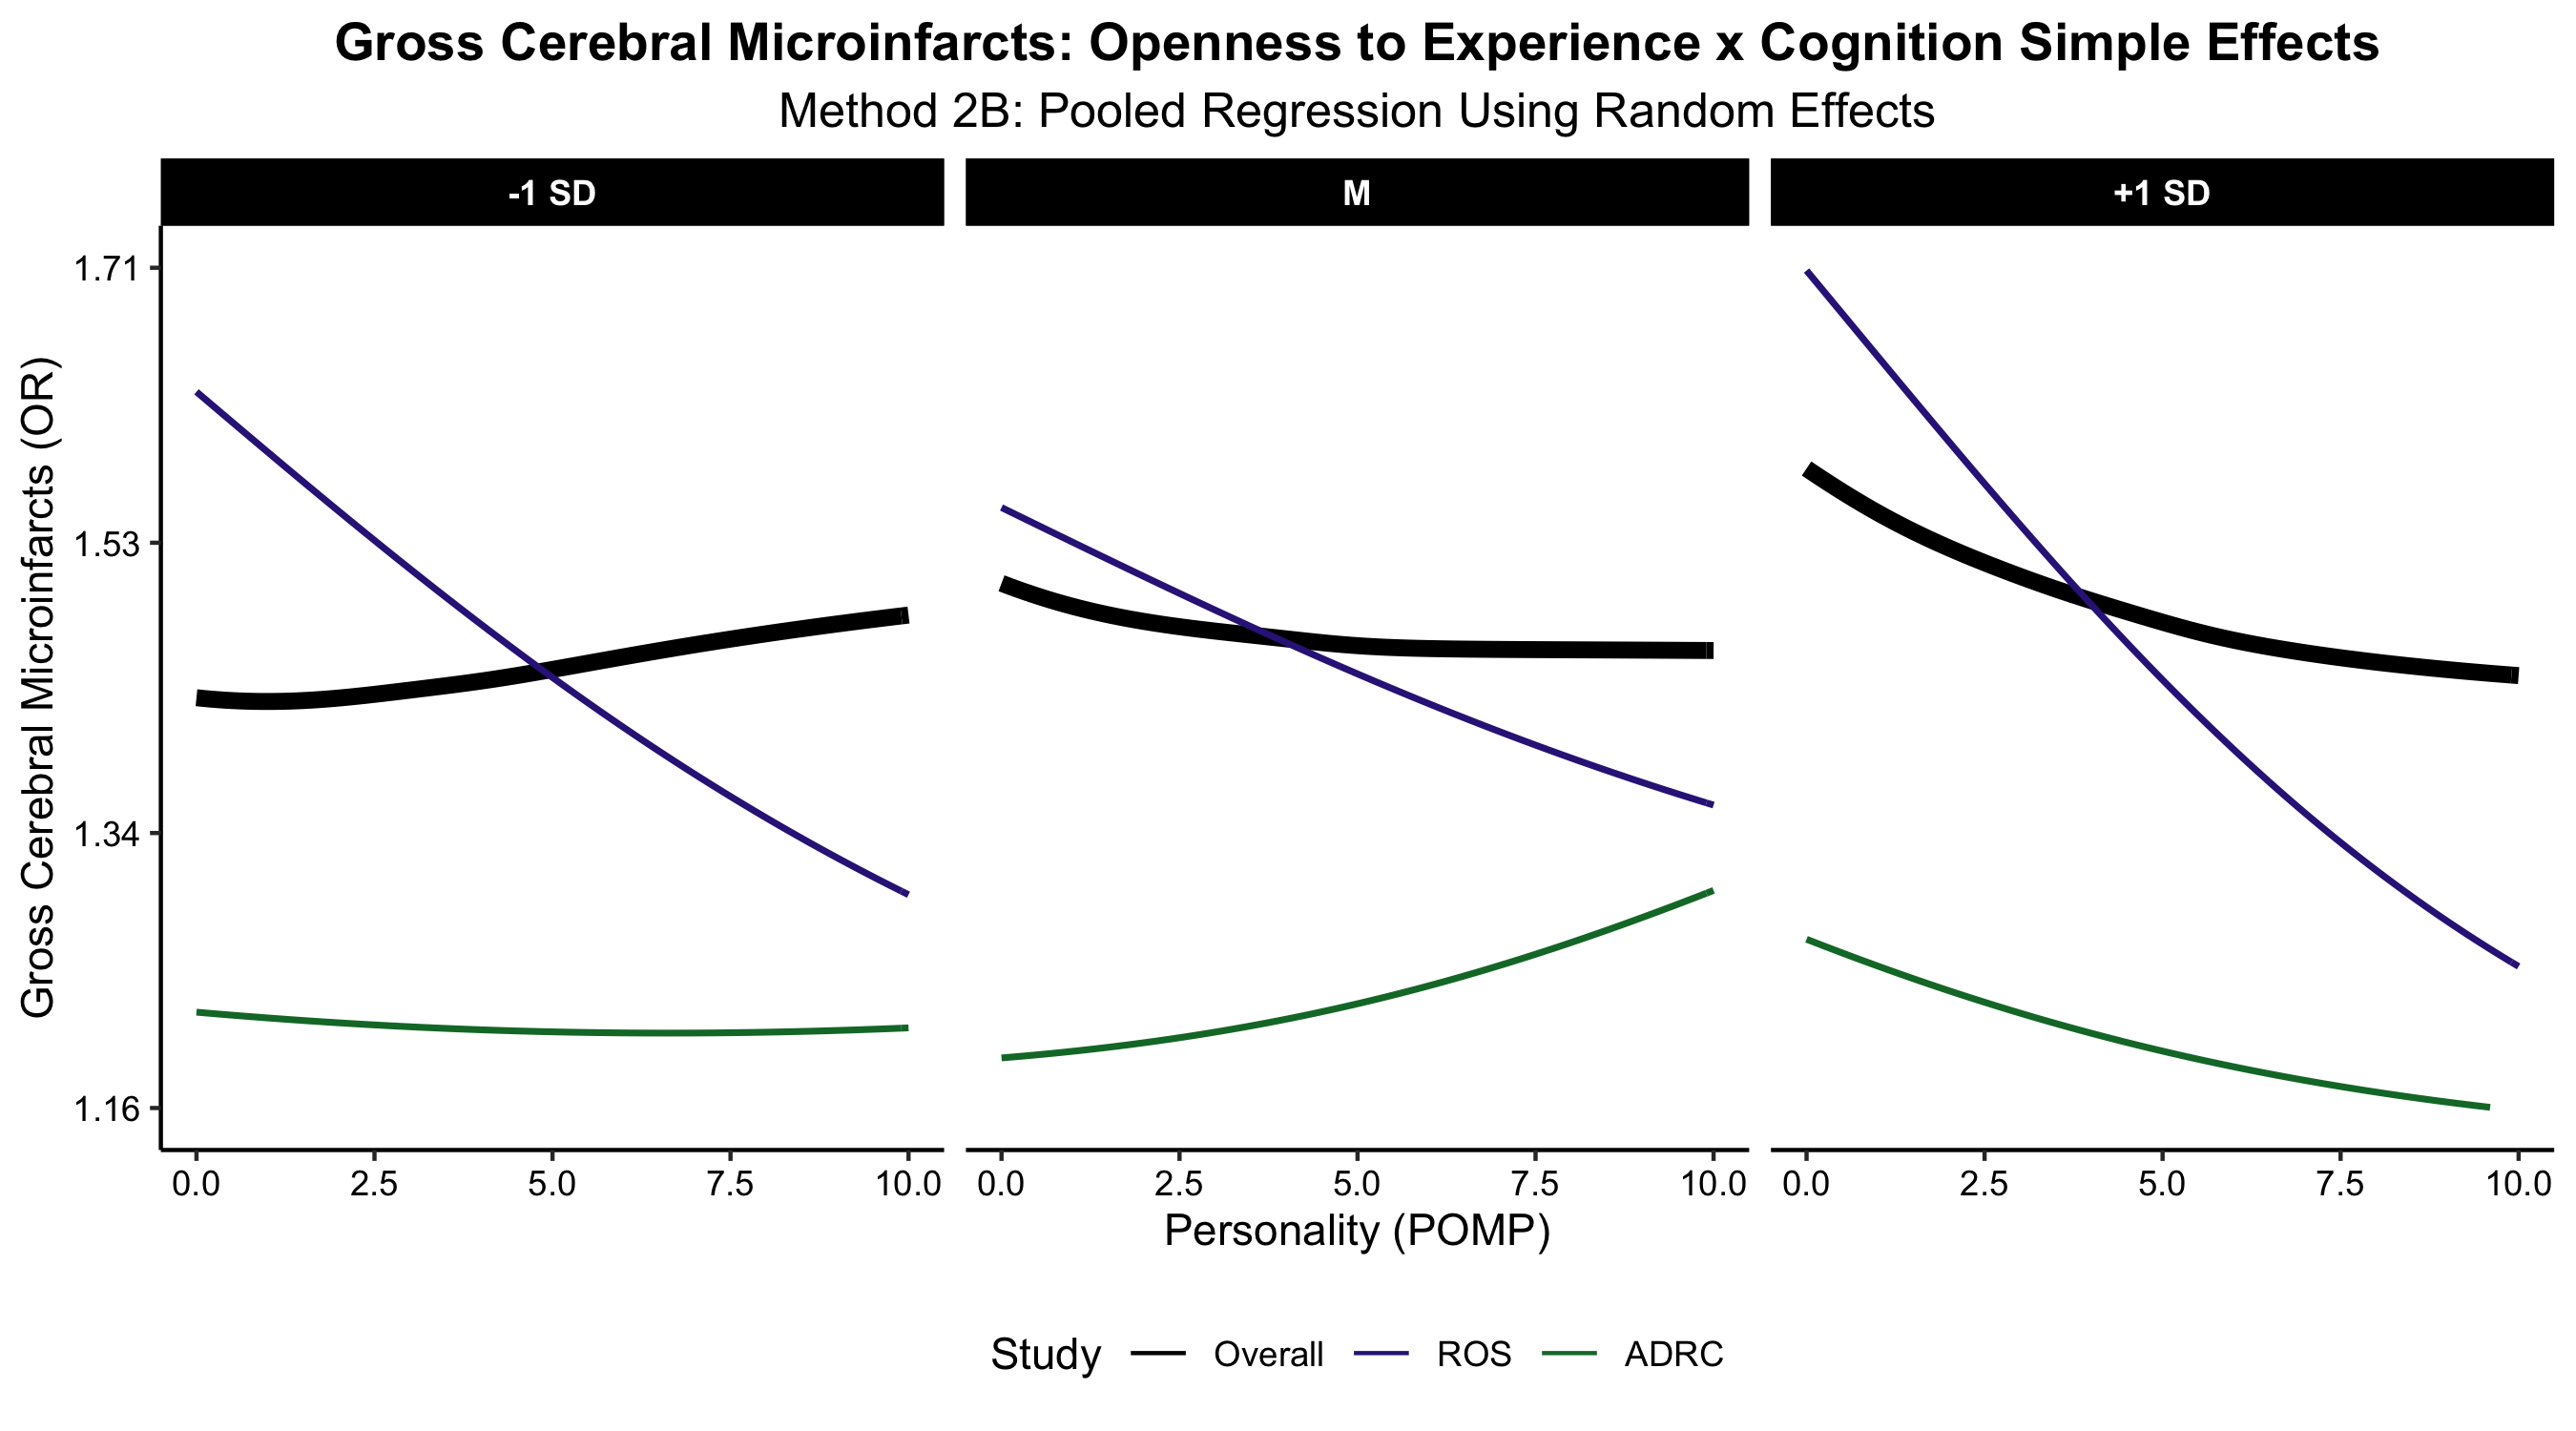 Gross Cerebral Microinfarcts: Openness to Experience x Cognition Simple Effects
Method 2B: Pooled Regression Using Random Effects
-1 SD
M
+1 SD
Gross Cerebral Microinfarcts (OR)
1.71
1.53
1.34
1.16
0.0 2.5 5.0 7.5 10.0
0.0 2.5 5.0 7.5 10.0
0.0 2.5 5.0 7.5 10.0
Personality (POMP)
Study Overall ROS ADRC